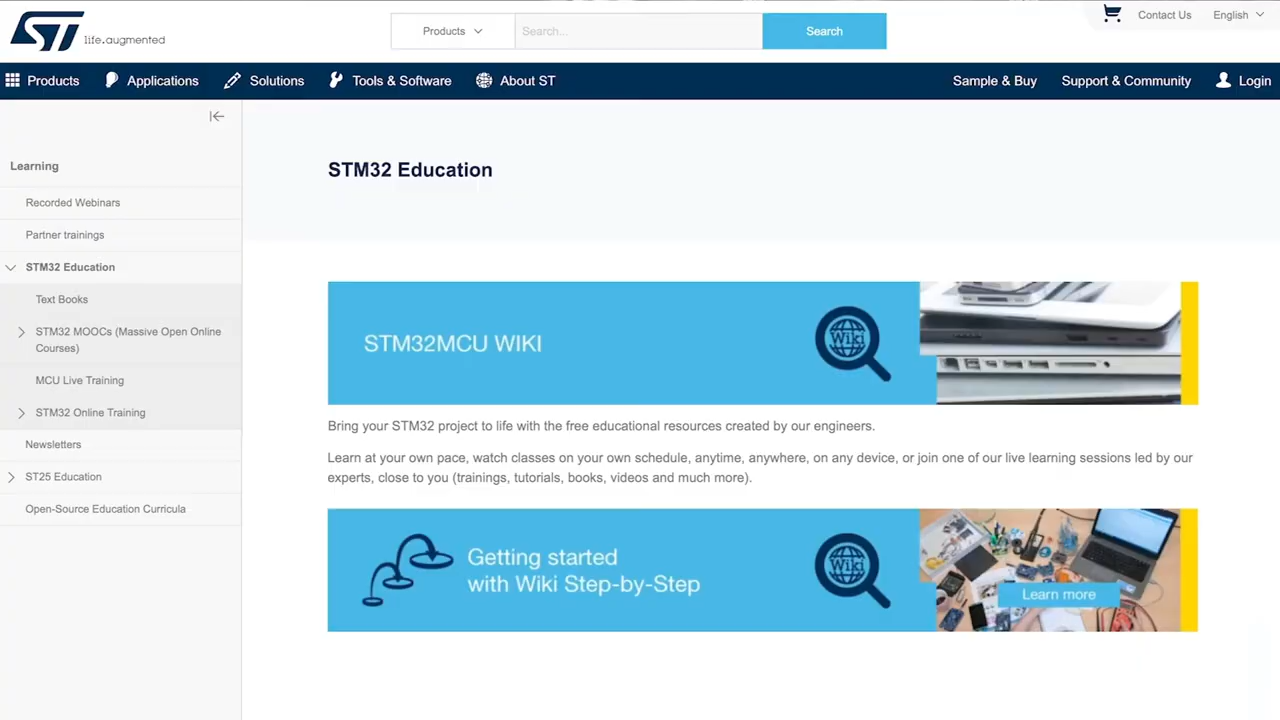 ST life.augmented
Products
Search...
Search
Contact Us
English
Products
Applications
Solutions
Tools & Software
About ST
Sample & Buy
Support & Community
Login
Learning
Recorded Webinars
Partner trainings
STM32 Education
Text Books
STM32 MOOCs (Massive Open Online
Courses)
MCU Live Training
STM32 Online Training
Newsletters
ST25 Education
Open-Source Education Curricula
STM32 Education
STM32MCU WIKI
Wiki
Bring your STM32 project to life with the free educational resources created by our engineers.
Learn at your own pace, watch classes on your own schedule, anytime, anywhere, on any device, or join one of our live learning sessions led by our
experts, close to you (trainings, tutorials, books, videos and much more).
Getting started
with Wiki Step-by-Step
Wiki
Learn more